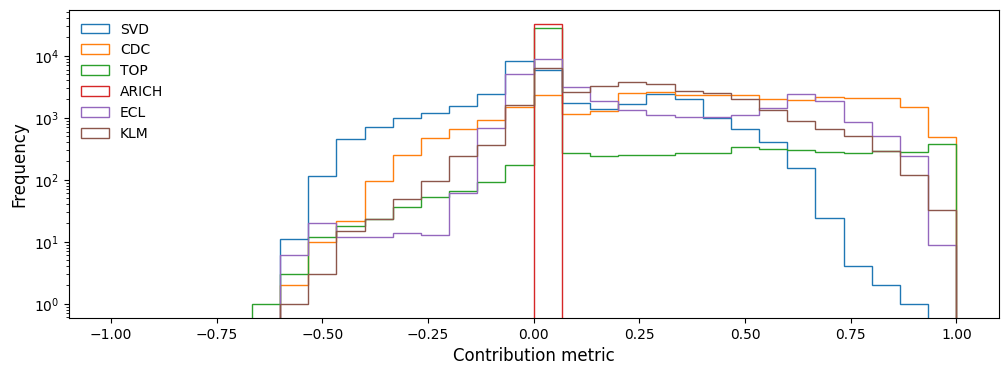 SVD
CDC
TOP
ARICH
ECL
KLM
Frequency
10⁴
10³
10²
10¹
10⁰
−1.00 −0.75 −0.50 −0.25 0.00 0.25 0.50 0.75 1.00
Contribution metric